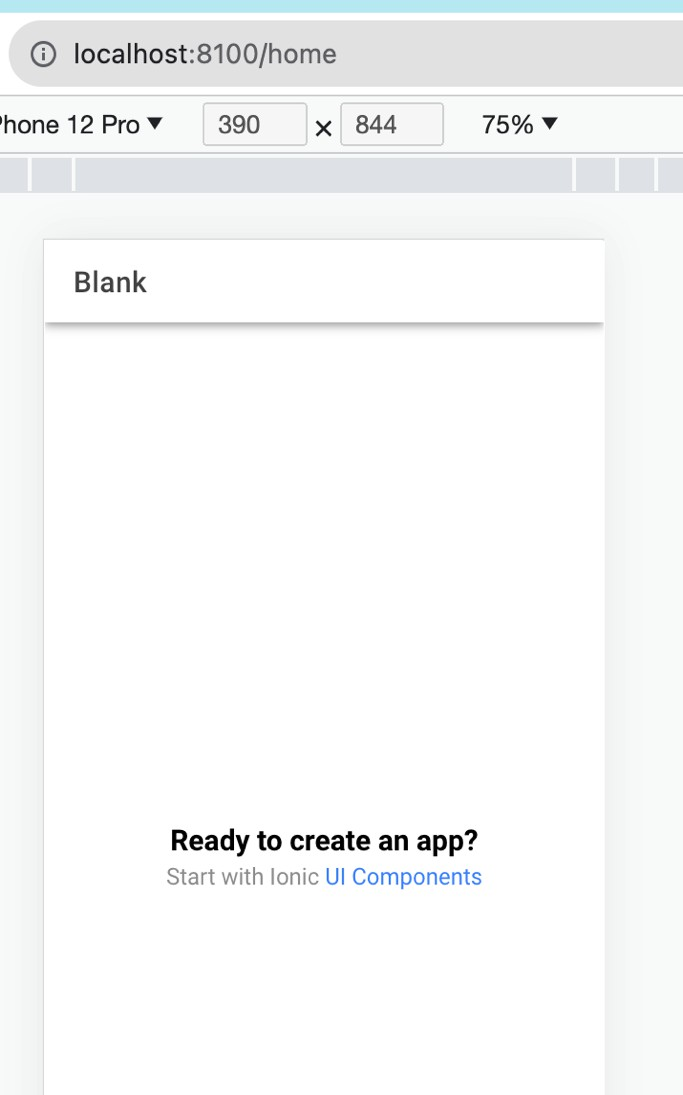 localhost:8100/home
Phone 12 Pro ▼ 390 × 844 75% ▼
Blank
Ready to create an app?
Start with Ionic UI Components